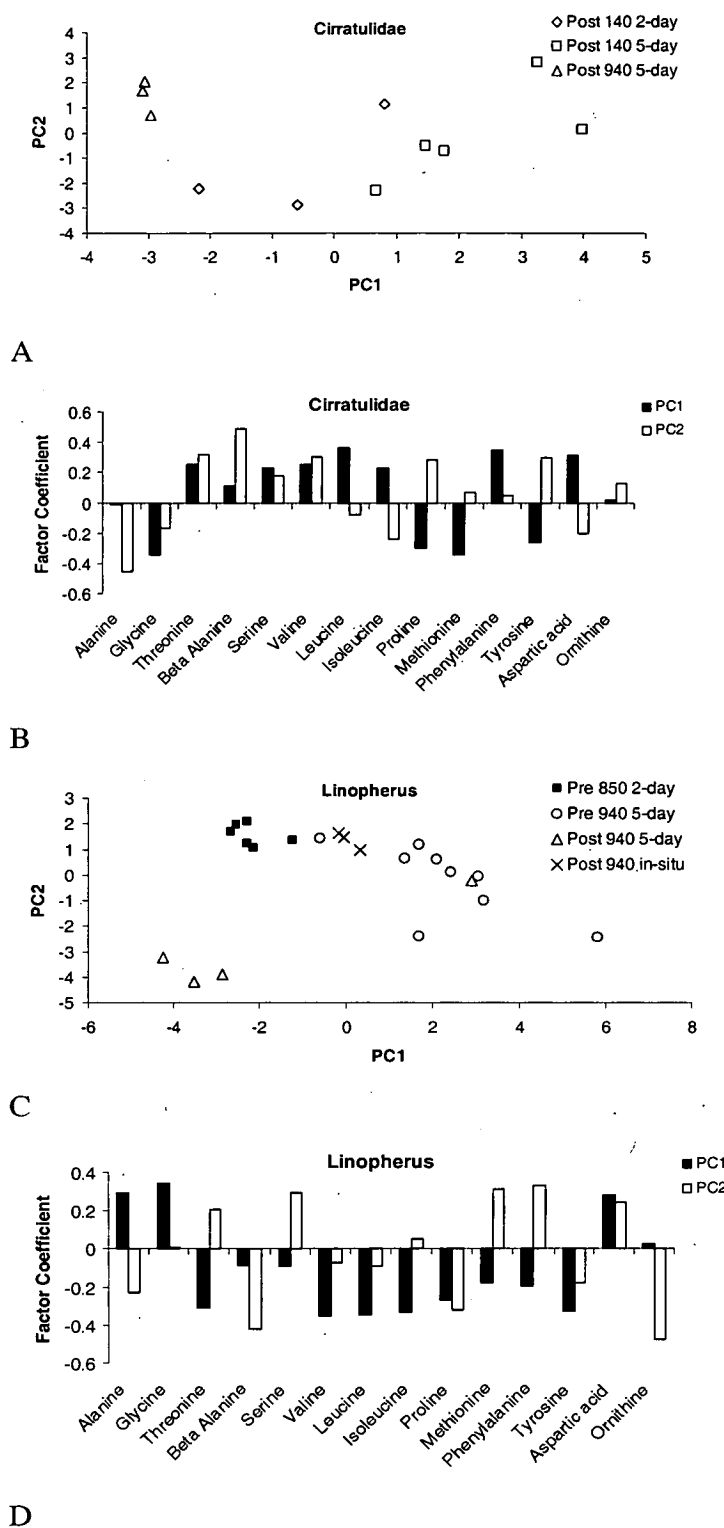 Cirratulidae
◇ Post 140 2-day
□ Post 140 5-day
△ Post 940 5-day
4
3
2
1
0
-1
-2
-3
-4
PC2
-4 -3 -2 -1 0 1 2 3 4 5
PC1
A
Cirratulidae
PC1
PC2
0.6
0.4
0.2
0
-0.2
-0.4
-0.6
Factor Coefficient
Alanine
Glycine
Threonine
Beta Alanine
Serine
Valine
Leucine
Isoleucine
Proline
Methionine
Phenylalanine
Tyrosine
Aspartic acid
Ornithine
B
Linopherus
■ Pre 850 2-day
○ Pre 940 5-day
△ Post 940 5-day
× Post 940 in-situ
3
2
1
0
-1
-2
-3
-4
-5
PC2
-6 -4 -2 0 2 4 6 8
PC1
C
Linopherus
PC1
PC2
0.4
0.2
0
-0.2
-0.4
-0.6
Factor Coefficient
Alanine
Glycine
Threonine
Beta Alanine
Serine
Valine
Leucine
Isoleucine
Proline
Methionine
Phenylalanine
Tyrosine
Aspartic acid
Ornithine
D